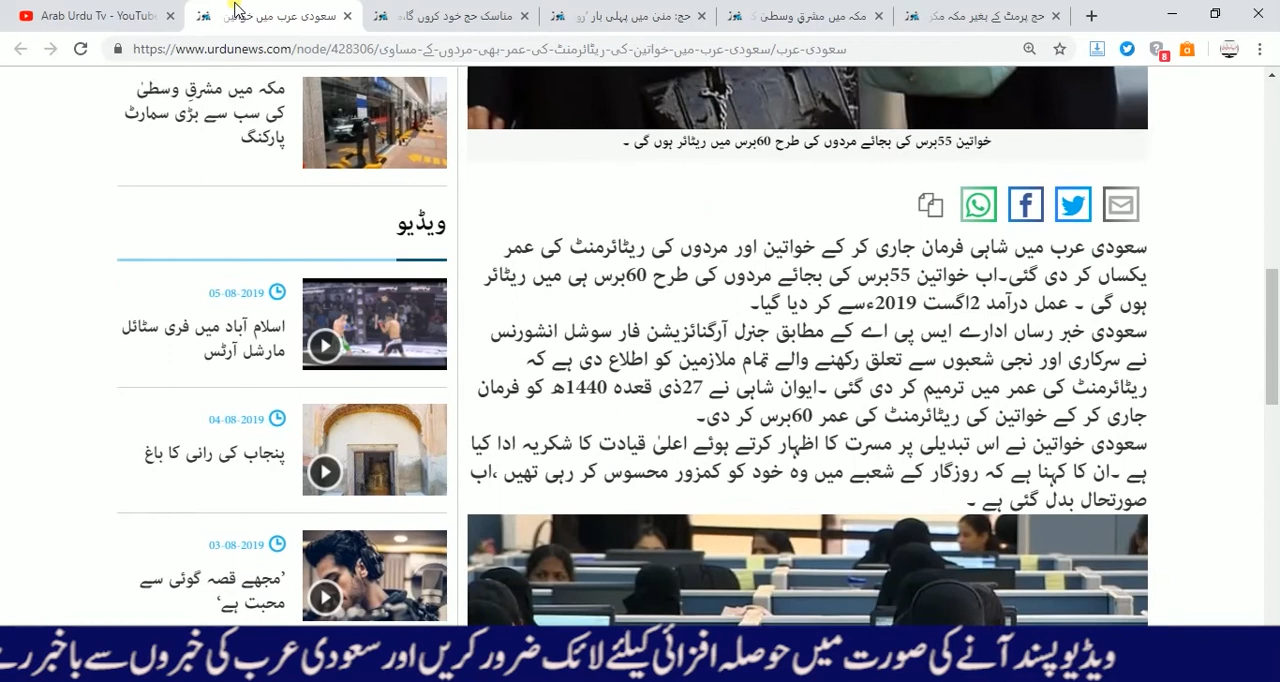 Arab Urdu Tv - YouTube
سعودی عرب میں خواتین
مناسک حج خود کروں گا،
حج: منیٰ میں پہلی بار
مکہ میں مشرق وسطیٰ ک
حج پرمٹ کے بغیر مکہ مکر
https://www.urdunews.com/node/428306/سعودی-عرب/سعودی-عرب-میں-خواتین-کی-ریٹائرمنٹ-کی-عمر-بھی-مردوں-کے-مساوی
8
مکہ میں مشرقِ وسطیٰ
کی سب سے بڑی سمارٹ
پارکنگ
ویڈیو
05-08-2019
اسلام آباد میں فری سٹائل
مارشل آرٹس
04-08-2019
پنجاب کی رانی کا باغ
03-08-2019
’مجھے قصہ گوئی سے
محبت ہے‘
خواتین 55برس کی بجائے مردوں کی طرح 60برس میں ریٹائر ہوں گی ۔
سعودی عرب میں شاہی فرمان جاری کر کے خواتین اور مردوں کی ریٹائرمنٹ کی عمر
یکساں کر دی گئی۔اب خواتین 55برس کی بجائے مردوں کی طرح 60برس ہی میں ریٹائر
ہوں گی ۔ عمل درآمد 2اگست 2019ءسے کر دیا گیا۔
سعودی خبر رساں ادارے ایس پی اے کے مطابق جنرل آرگنائزیشن فار سوشل انشورنس
نے سرکاری اور نجی شعبوں سے تعلق رکھنے والے تمام ملازمین کو اطلاع دی ہے کہ
ریٹائرمنٹ کی عمر میں ترمیم کر دی گئی ۔ایوان شاہی نے 27ذی قعدہ 1440ھ کو فرمان
جاری کر کے خواتین کی ریٹائرمنٹ کی عمر 60برس کر دی۔
سعودی خواتین نے اس تبدیلی پر مسرت کا اظہار کرتے ہوئے اعلیٰ قیادت کا شکریہ ادا کیا
ہے ۔ان کا کہنا ہے کہ روزگار کے شعبے میں وہ خود کو کمزور محسوس کر رہی تھیں ،اب
صورتحال بدل گئی ہے ۔
ویڈیو پسند آنے کی صورت میں حوصلہ افزائی کیلئے لائک ضرور کریں اور سعودی عرب کی خبروں سے باخبر رہ